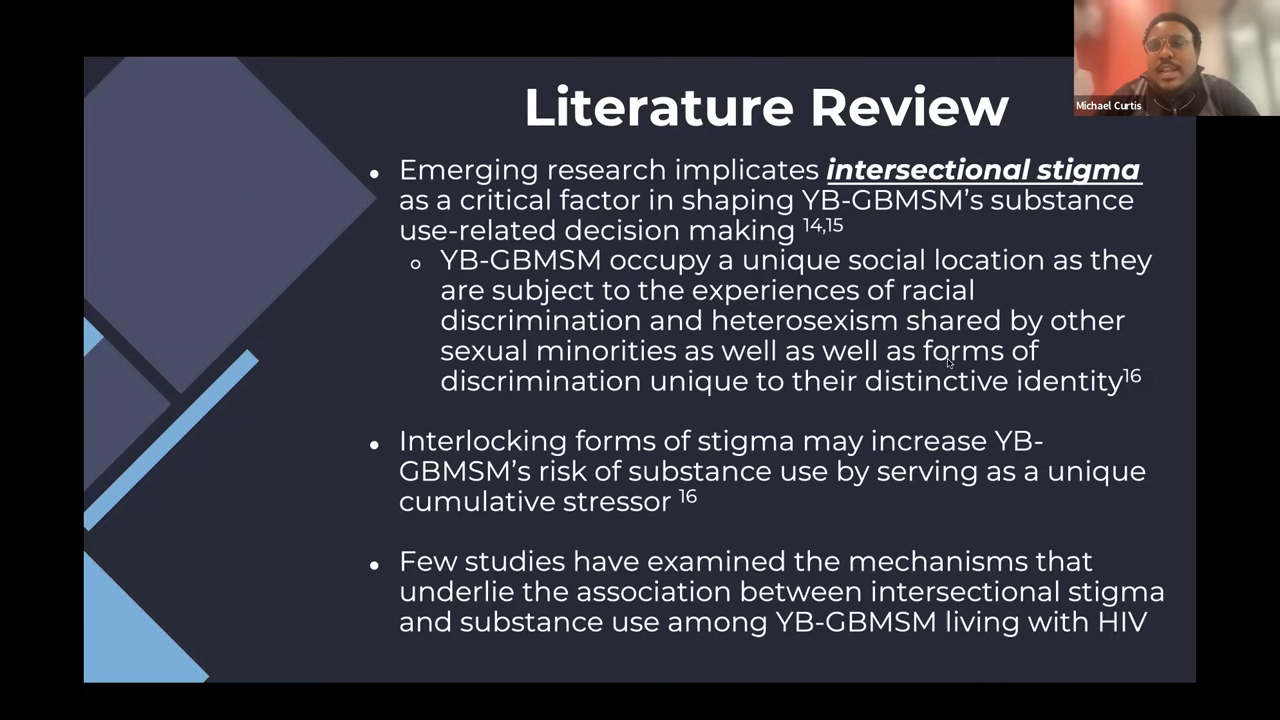 Literature Review
Michael Curtis
• Emerging research implicates intersectional stigma
as a critical factor in shaping YB-GBMSM’s substance
use-related decision making 14,15
○ YB-GBMSM occupy a unique social location as they
are subject to the experiences of racial
discrimination and heterosexism shared by other
sexual minorities as well as well as forms of
discrimination unique to their distinctive identity16
• Interlocking forms of stigma may increase YB-
GBMSM’s risk of substance use by serving as a unique
cumulative stressor 16
• Few studies have examined the mechanisms that
underlie the association between intersectional stigma
and substance use among YB-GBMSM living with HIV